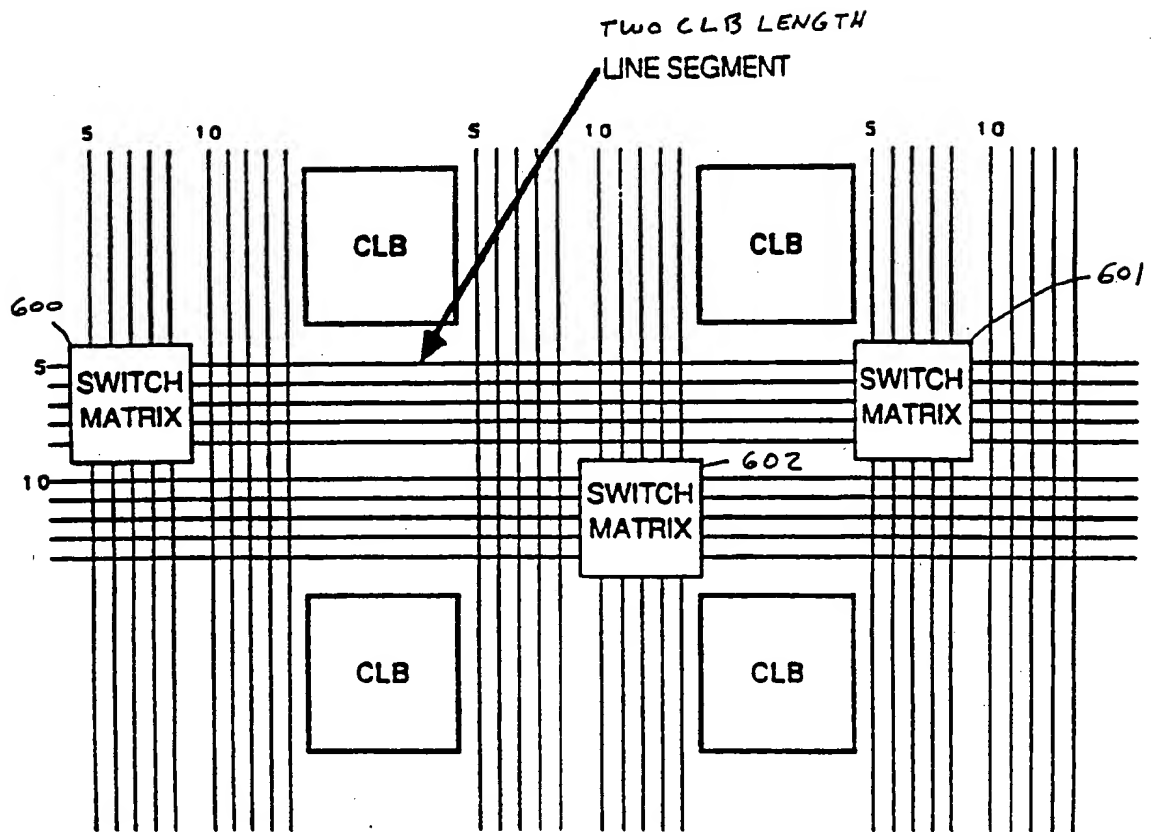 TWO CLB LENGTH
LINE SEGMENT
5 10 5 10 5 10
CLB CLB
600 601
5
SWITCH
MATRIX
SWITCH
MATRIX
602
10
SWITCH
MATRIX
CLB CLB